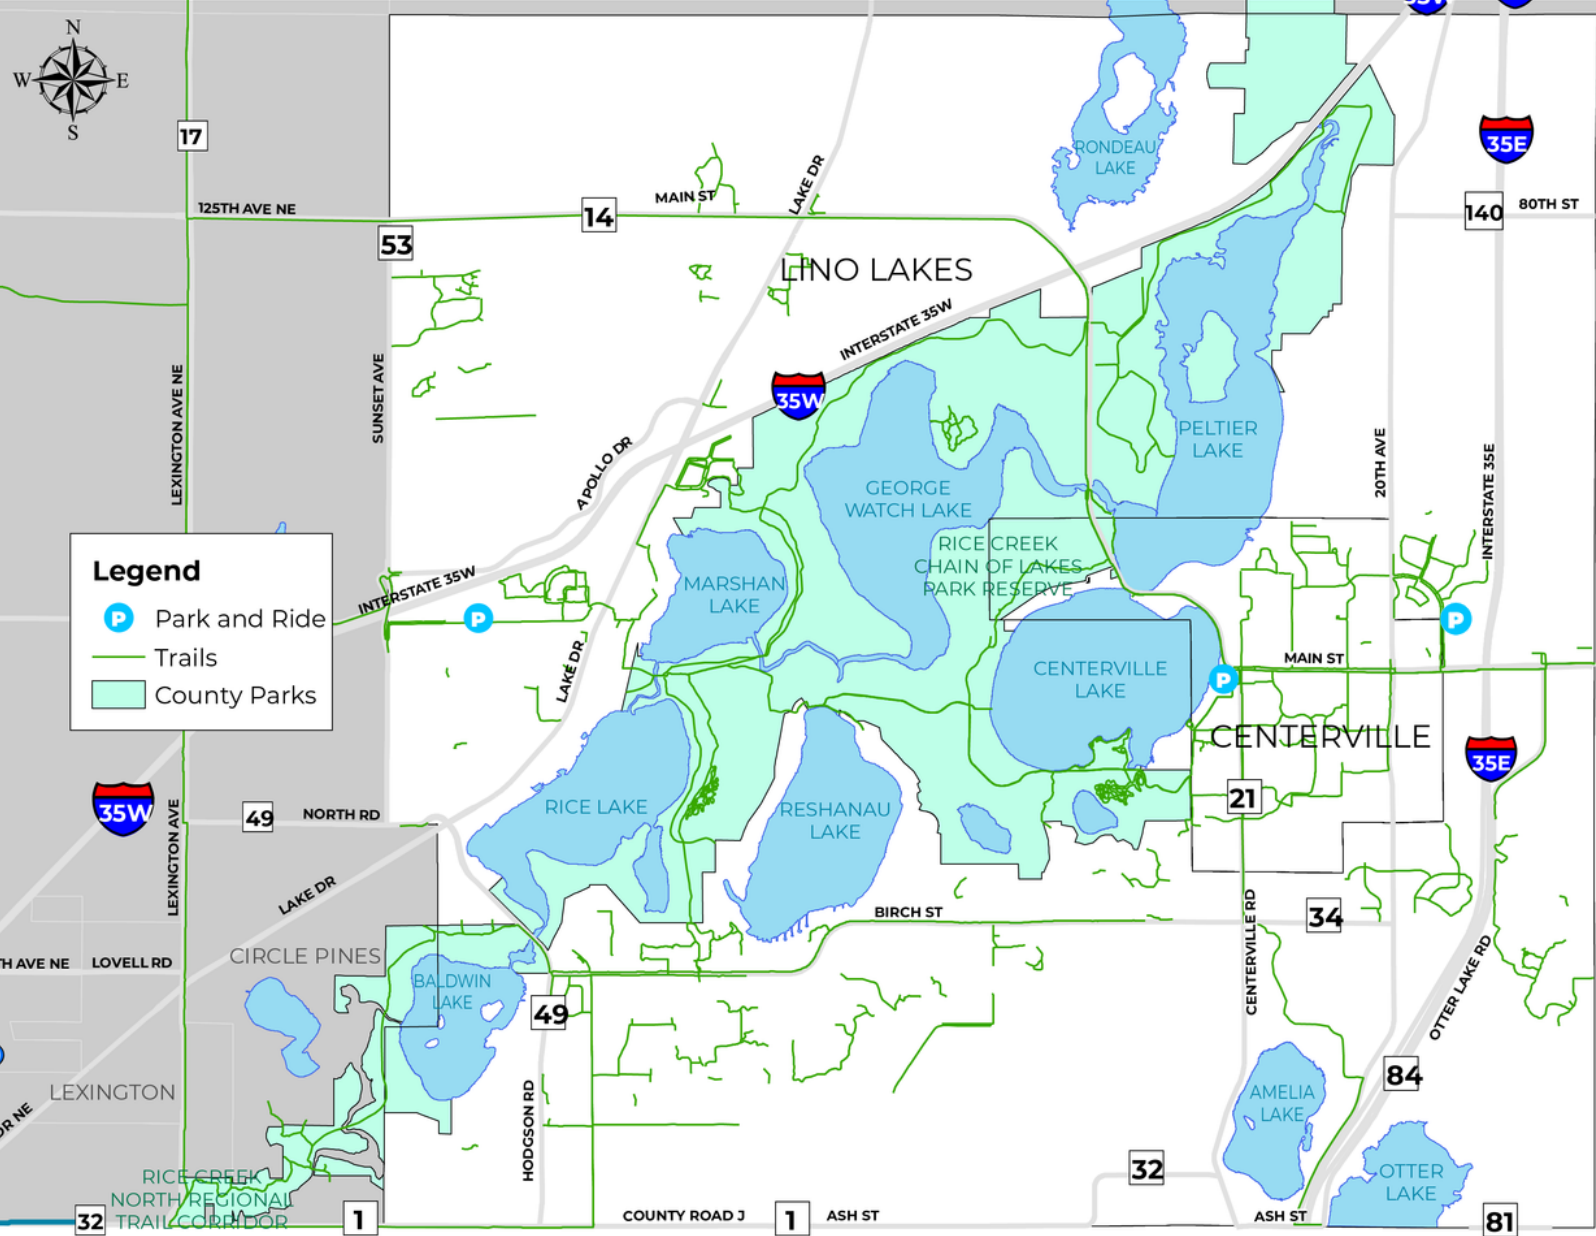 35W
N
W E
S
17
RONDEAU
LAKE
35E
125TH AVE NE
14
MAIN ST
LAKE DR
140
80TH ST
53
LINO LAKES
INTERSTATE 35W
35W
LEXINGTON AVE NE
SUNSET AVE
APOLLO DR
PELTIER
LAKE
20TH AVE
INTERSTATE 35E
GEORGE
WATCH LAKE
RICE CREEK
CHAIN OF LAKES
PARK RESERVE
Legend
P Park and Ride
Trails
County Parks
INTERSTATE 35W
P
MARSHAN
LAKE
P
LAKE DR
CENTERVILLE
LAKE
P
MAIN ST
CENTERVILLE
35E
35W
49
NORTH RD
LEXINGTON AVE
RICE LAKE
RESHANAU
LAKE
21
LAKE DR
BIRCH ST
34
CENTERVILLE RD
OTTER LAKE RD
TH AVE NE
LOVELL RD
CIRCLE PINES
BALDWIN
LAKE
49
84
LEXINGTON
AMELIA
LAKE
DR NE
HODGSON RD
32
OTTER
LAKE
RICE CREEK
NORTH REGIONAL
TRAIL CORRIDOR
32
1
COUNTY ROAD J
1
ASH ST
ASH ST
81